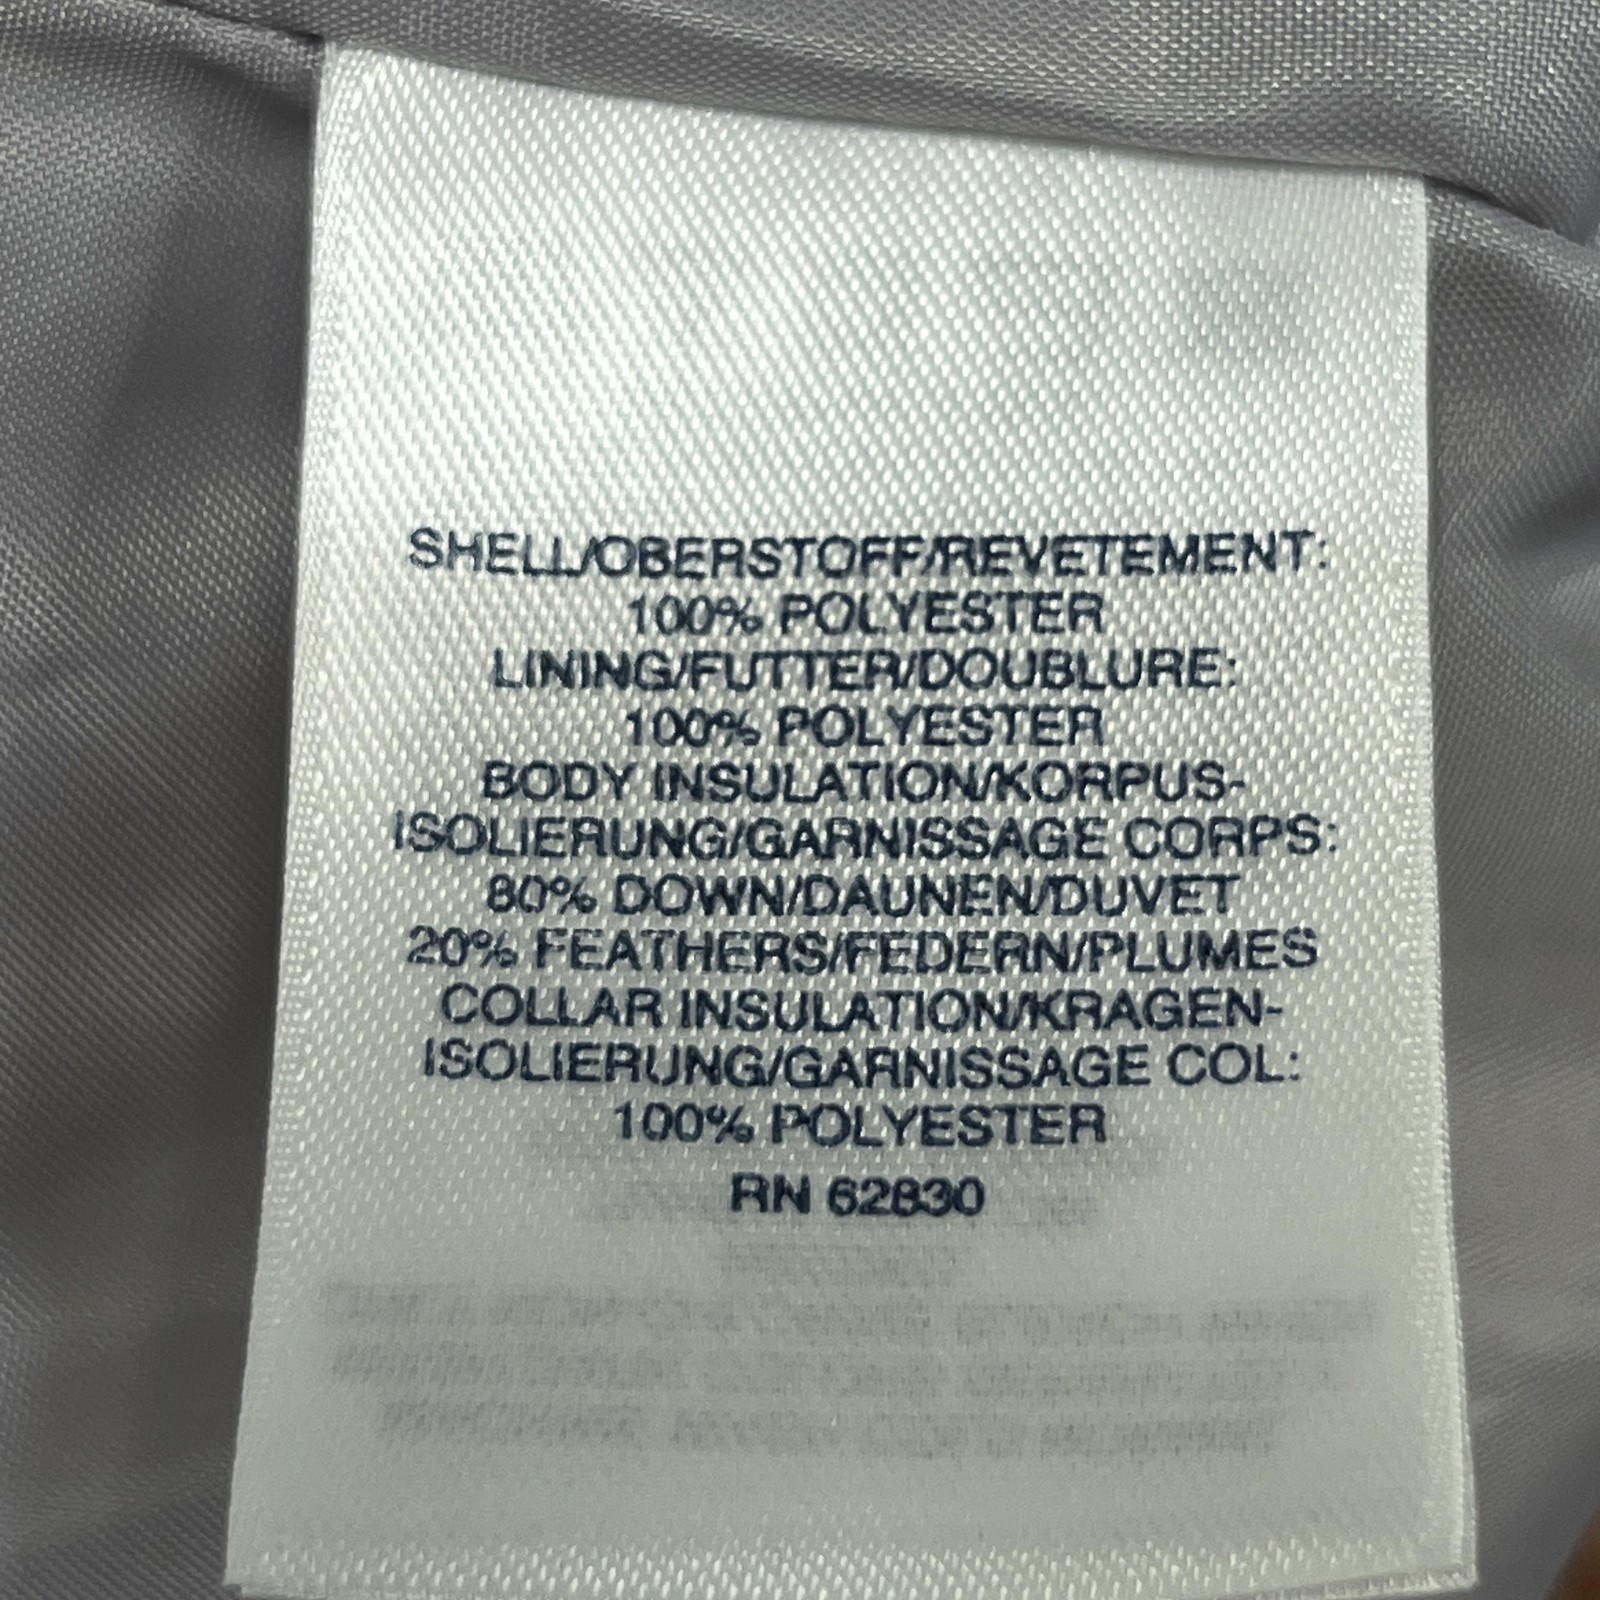 SHELL/OBERSTOFF/REVETEMENT:
100% POLYESTER
LINING/FUTTER/DOUBLURE:
100% POLYESTER
BODY INSULATION/KORPUS-
ISOLIERUNG/GARNISSAGE CORPS:
80% DOWN/DAUNEN/DUVET
20% FEATHERS/FEDERN/PLUMES
COLLAR INSULATION/KRAGEN-
ISOLIERUNG/GARNISSAGE COL:
100% POLYESTER
RN 62830